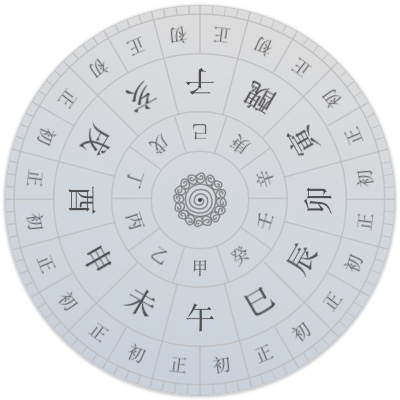 正 初 正 初 正 初 正 初 正 初 正 初 正 初 正 初 正 初 正 初 正 初 正 初
子 醜 寅 卯 辰 巳 午 未 申 酉 戌 亥
己 庚 辛 壬 癸 甲 乙 丙 丁 戊